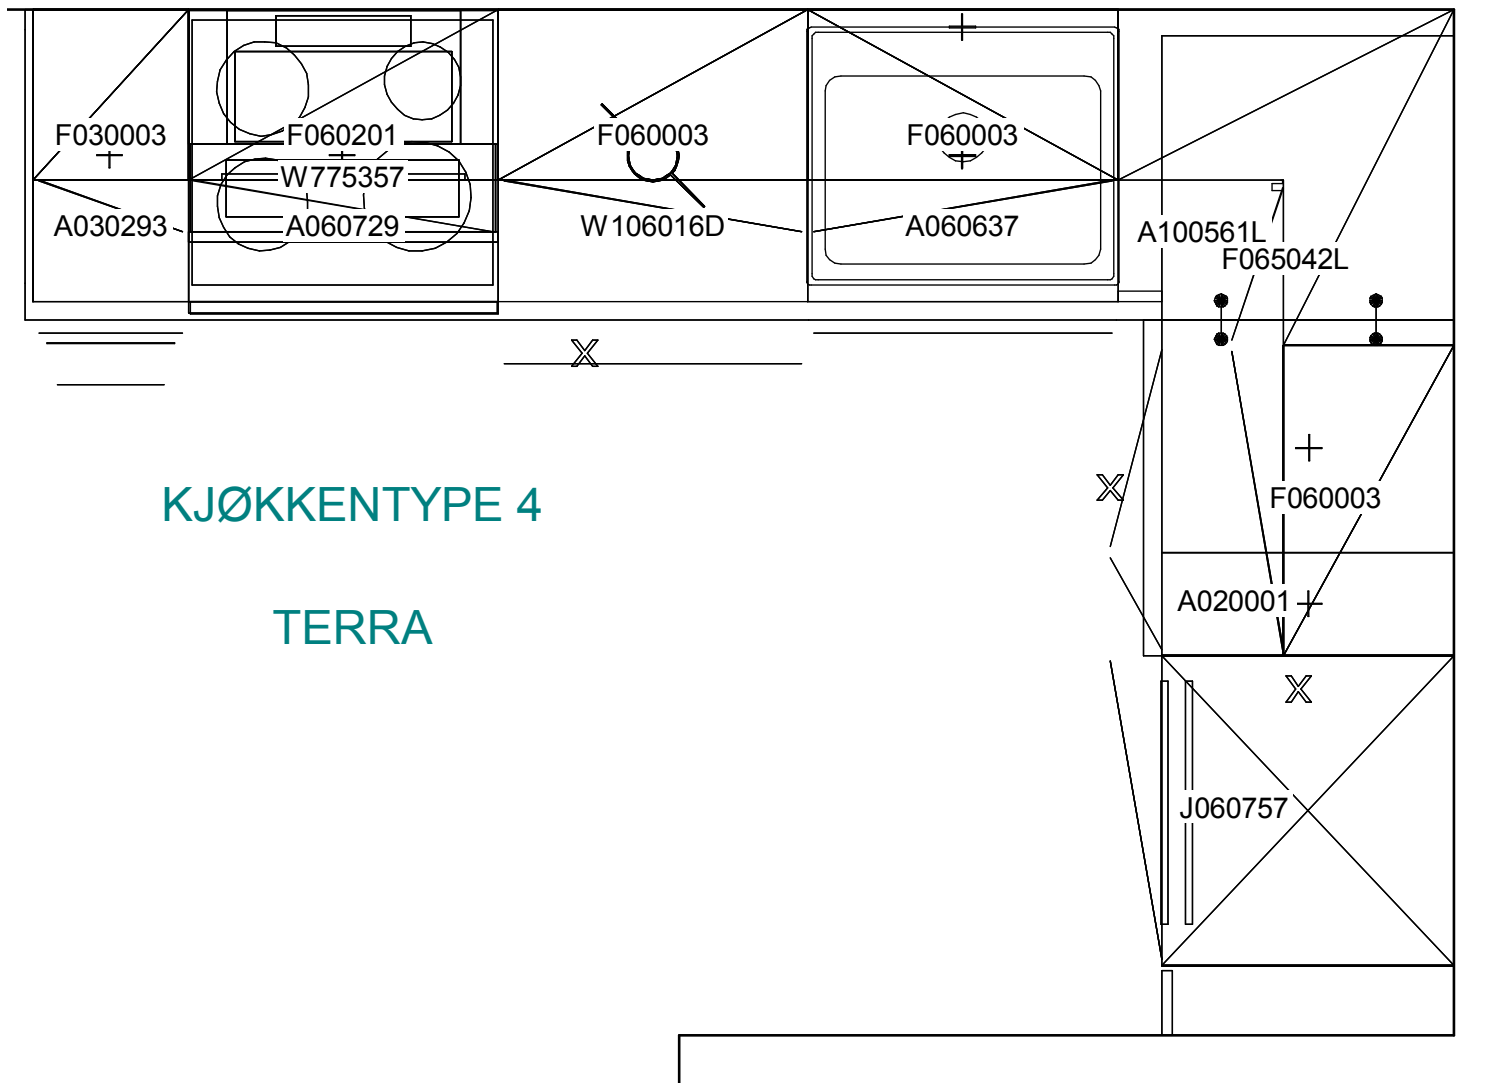 F030003
F060201
F060003
F060003
W775357
A030293
A060729
W106016D
A060637
A100561L
F065042L
X
X
KJØKKENTYPE 4
F060003
A020001
TERRA
X
J060757